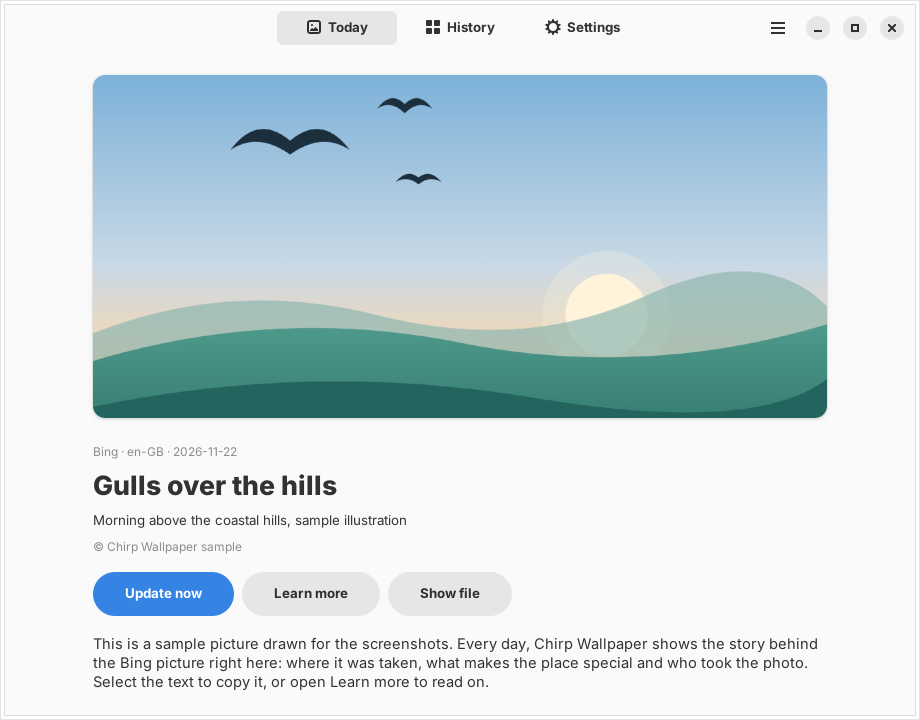 Today
History
Settings
Bing · en-GB · 2026-11-22
Gulls over the hills
Morning above the coastal hills, sample illustration
© Chirp Wallpaper sample
Update now
Learn more
Show file
This is a sample picture drawn for the screenshots. Every day, Chirp Wallpaper shows the story behind
the Bing picture right here: where it was taken, what makes the place special and who took the photo.
Select the text to copy it, or open Learn more to read on.